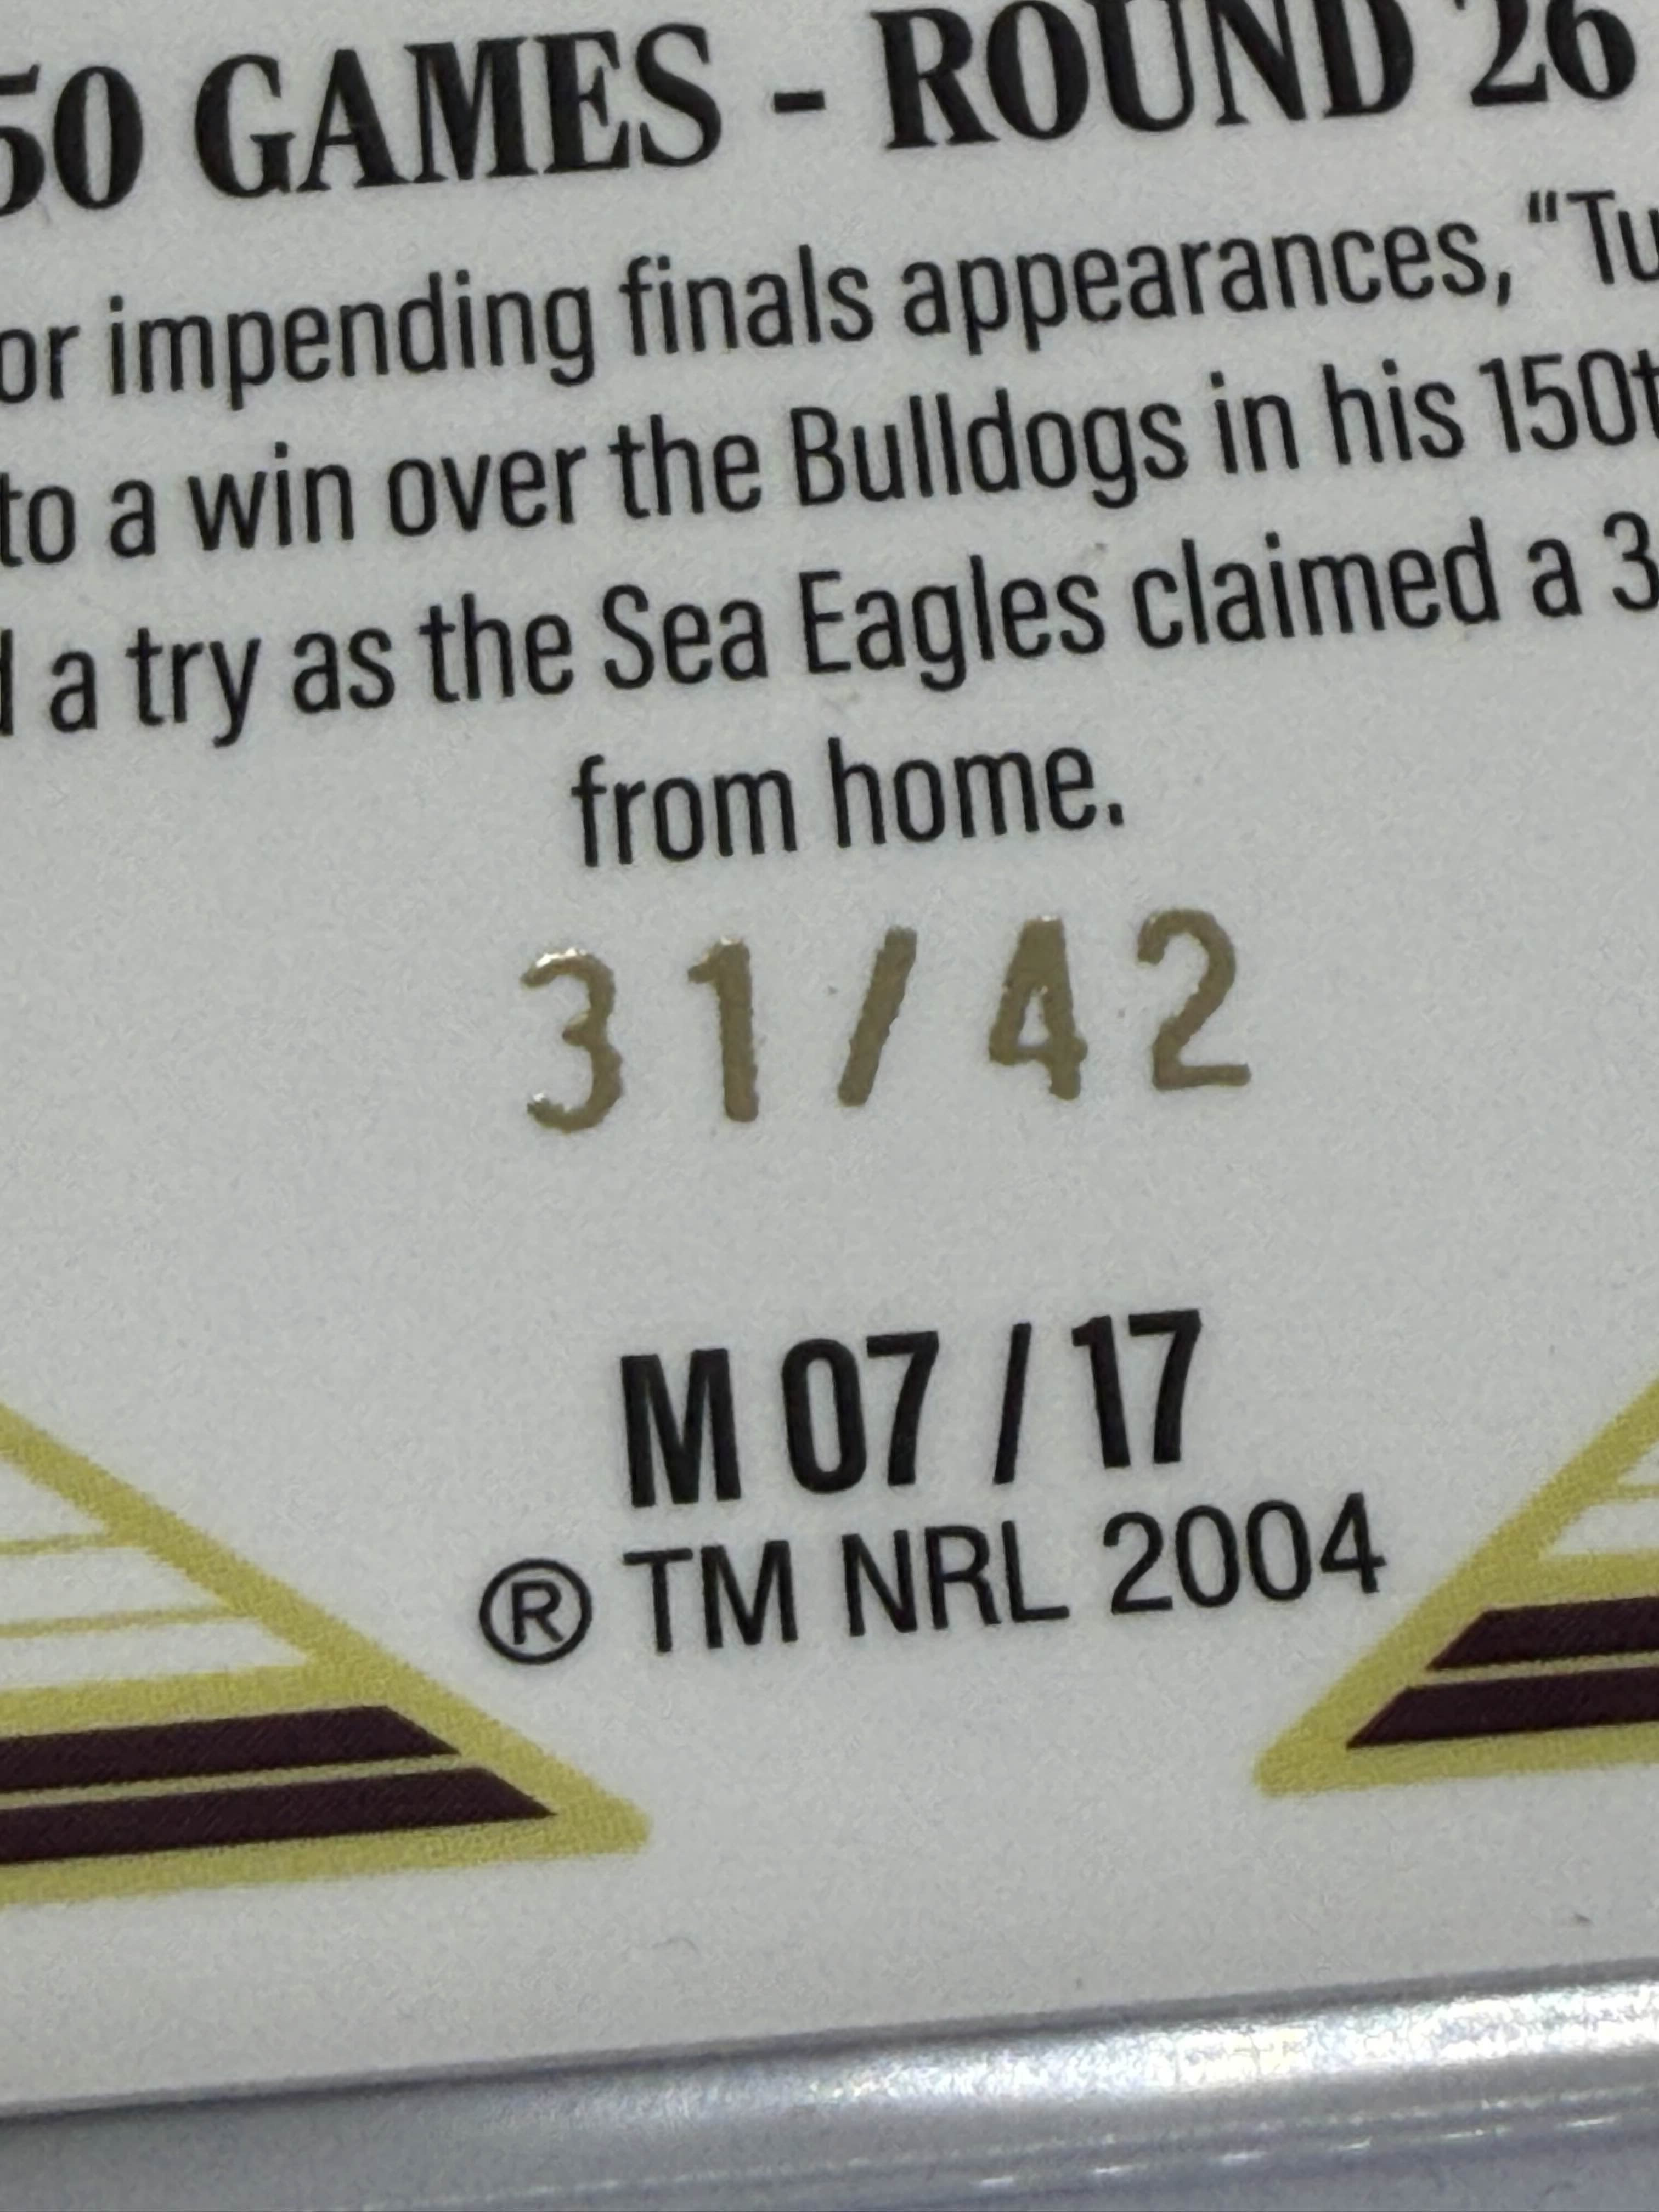 50 GAMES - ROUND 26
or impending finals appearances, “Tu
to a win over the Bulldogs in his 150t
a try as the Sea Eagles claimed a 3
from home.
31/42
M 07 / 17
® TM NRL 2004